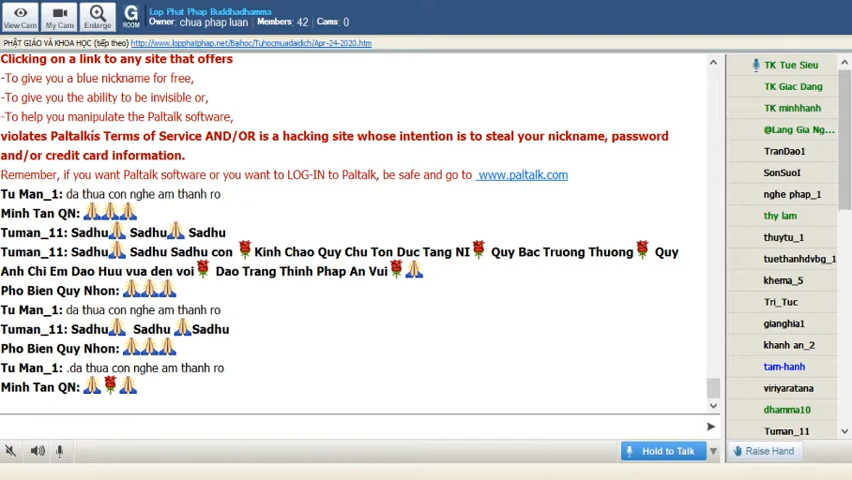 Lop Phat Phap Buddhadhamma
Owner: chua phap luan Members: 42 Cams: 0
View Cam My Cam Enlarge G ROOM
PHẬT GIÁO VÀ KHOA HỌC (tiếp theo) http://www.lopphatphap.net/Baihoc/Tuhocmuadaidich/Apr-24-2020.htm
Clicking on a link to any site that offers
-To give you a blue nickname for free,
-To give you the ability to be invisible or,
-To help you manipulate the Paltalk software,
violates Paltalkís Terms of Service AND/OR is a hacking site whose intention is to steal your nickname, password
and/or credit card information.
Remember, if you want Paltalk software or you want to LOG-IN to Paltalk, be safe and go to www.paltalk.com
Tu Man_1: da thua con nghe am thanh ro
Minh Tan QN: 🙏🙏🙏
Tuman_11: Sadhu🙏 Sadhu🙏 Sadhu
Tuman_11: Sadhu🙏 Sadhu Sadhu con 🌹Kinh Chao Quy Chu Ton Duc Tang NI🌹 Quy Bac Truong Thuong🌹 Quy
Anh Chi Em Dao Huu vua den voi🌹 Dao Trang Thinh Phap An Vui🌹🙏
Pho Bien Quy Nhon: 🙏🙏🙏
Tu Man_1: da thua con nghe am thanh ro
Tuman_11: Sadhu🙏 Sadhu 🙏Sadhu
Pho Bien Quy Nhon: 🙏🙏🙏
Tu Man_1: .da thua con nghe am thanh ro
Minh Tan QN: 🙏🌹🙏
TK Tue Sieu
TK Giac Dang
TK minhhanh
@Lang Gia Ng...
TranDao1
SonSuoI
nghe phap_1
thy lam
thuytu_1
tuethanhdvbg_1
khema_5
Tri_Tuc
gianghia1
khanh an_2
tam-hanh
viriyaratana
dhamma10
Tuman_11
Hold to Talk
Raise Hand